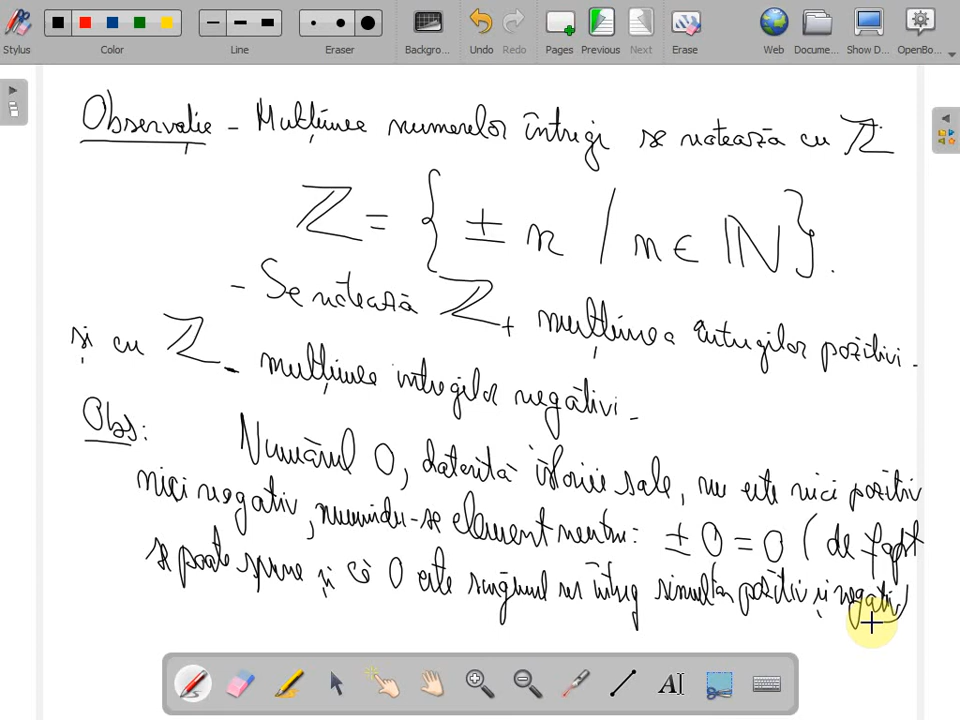 Stylus Color Line Eraser Backgro... Undo Redo Pages Previous Next Erase Web Docume... Show D... OpenBo...
Observație - Mulțimea numerelor întregi se notează cu ℤ
ℤ = { ± n / n ∈ ℕ }.
- Se notează ℤ₊ mulțimea întregilor pozitivi -
și cu ℤ₋ mulțimea întregilor negativi -
Obs:
Numărul 0, datorită istoriei sale, nu este nici pozitiv
nici negativ, numindu-se element neutru: ± 0 = 0 ( de fapt
se poate spune și că 0 este singurul nr întreg simultan pozitiv și negativ)
A